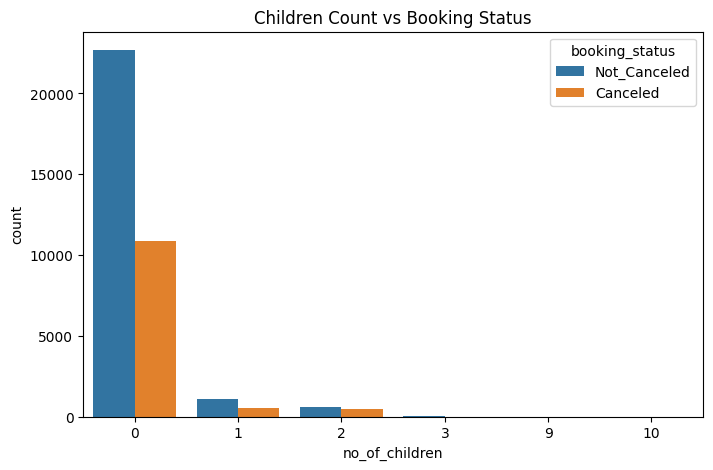 Children Count vs Booking Status
booking_status
Not_Canceled
Canceled
count
20000
15000
10000
5000
0
0 1 2 3 9 10
no_of_children